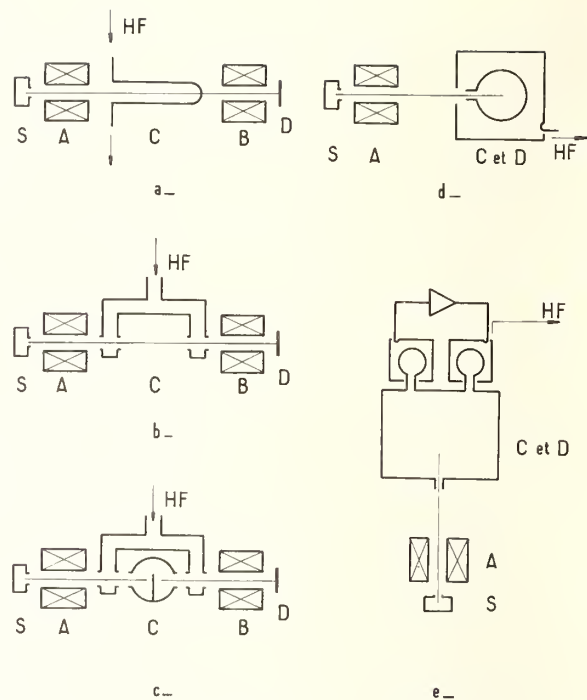 HF
S A C B D
a_
HF
S A C B D
b_
HF
S A C B D
c_
S A C et D HF
d_
HF
C et D
A
S
e_